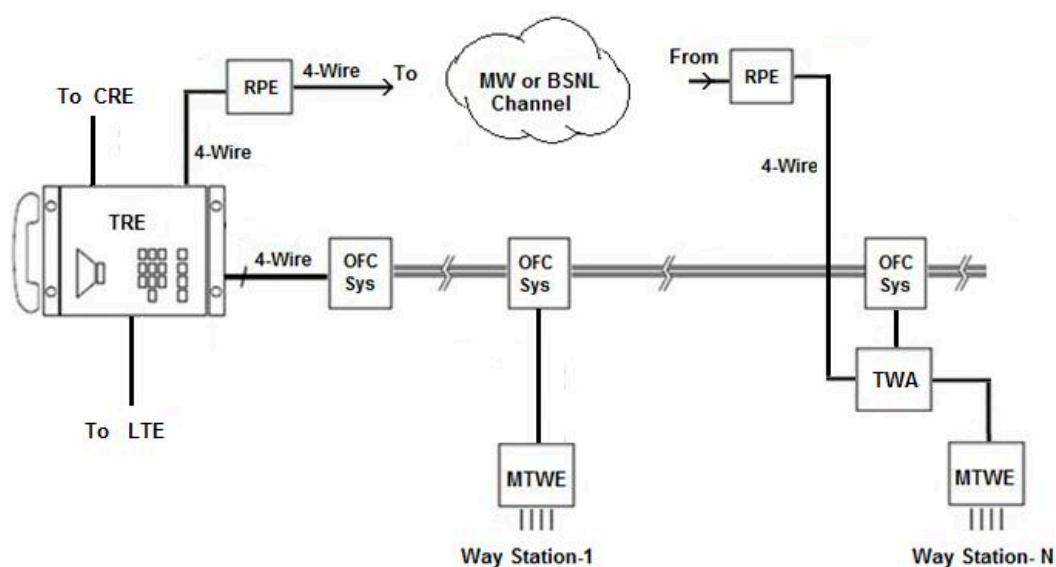 4-Wire
To
RPE
MW or BSNL
Channel
From
RPE
To CRE
4-Wire
4-Wire
TRE
4-Wire
OFC
Sys
OFC
Sys
OFC
Sys
TWA
To LTE
MTWE
MTWE
Way Station-1
Way Station- N